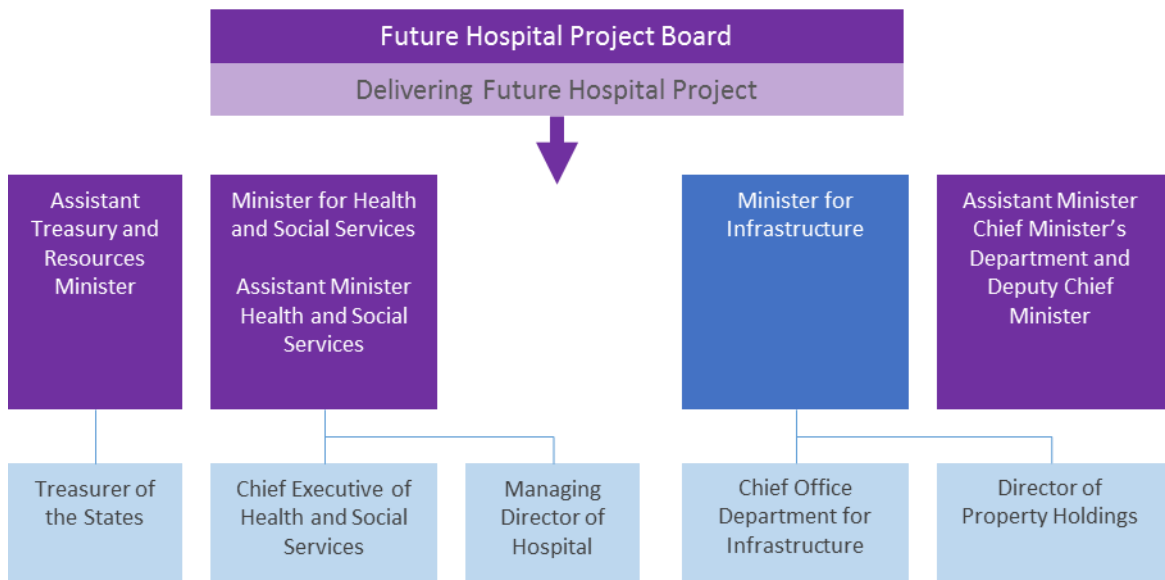 Future Hospital Project Board
Delivering Future Hospital Project
Assistant
Treasury and
Resources
Minister
Minister for Health
and Social Services
Assistant Minister
Health and Social
Services
Minister for
Infrastructure
Assistant Minister
Chief Minister's
Department and
Deputy Chief
Minister
Treasurer of
the States
Chief Executive of
Health and Social
Services
Managing
Director of
Hospital
Chief Office
Department for
Infrastructure
Director of
Property Holdings